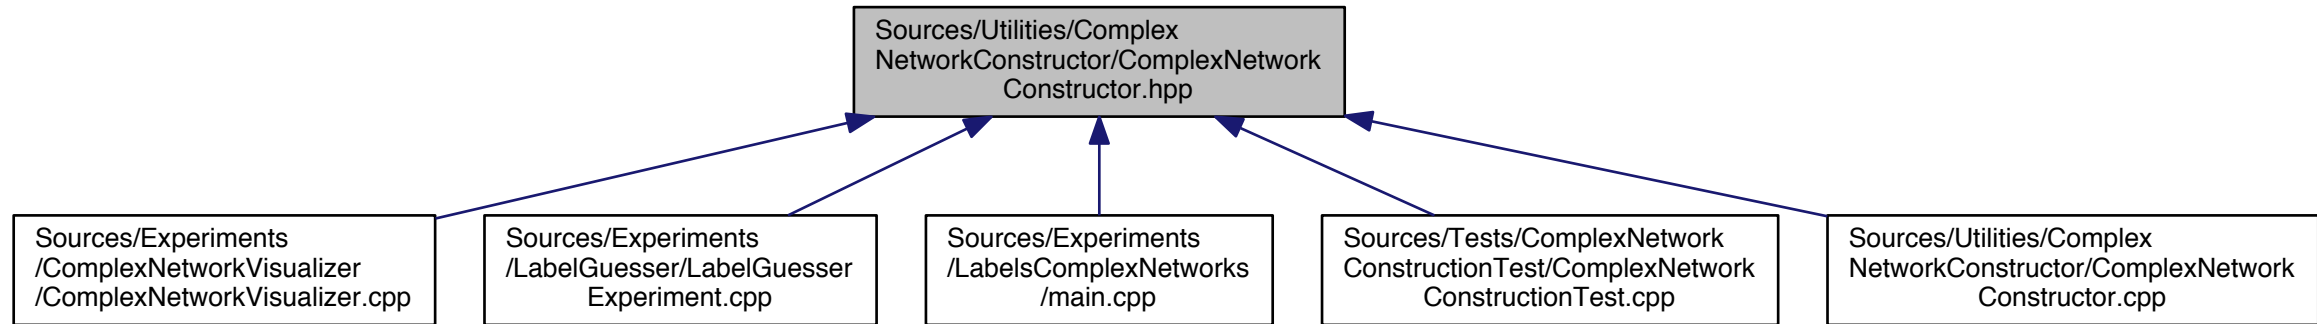 Sources/Utilities/Complex
NetworkConstructor/ComplexNetwork
Constructor.hpp
Sources/Experiments
/ComplexNetworkVisualizer
/ComplexNetworkVisualizer.cpp
Sources/Experiments
/LabelGuesser/LabelGuesser
Experiment.cpp
Sources/Experiments
/LabelsComplexNetworks
/main.cpp
Sources/Tests/ComplexNetwork
ConstructionTest/ComplexNetwork
ConstructionTest.cpp
Sources/Utilities/Complex
NetworkConstructor/ComplexNetwork
Constructor.cpp